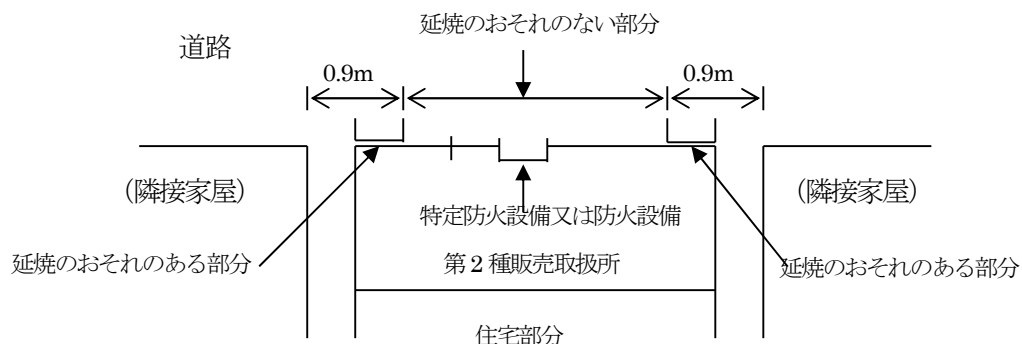 延焼のおそれのない部分
道路
0.9m
0.9m
(隣接家屋)
(隣接家屋)
特定防火設備又は防火設備
延焼のおそれのある部分
第2種販売取扱所
延焼のおそれのある部分
住宅部分